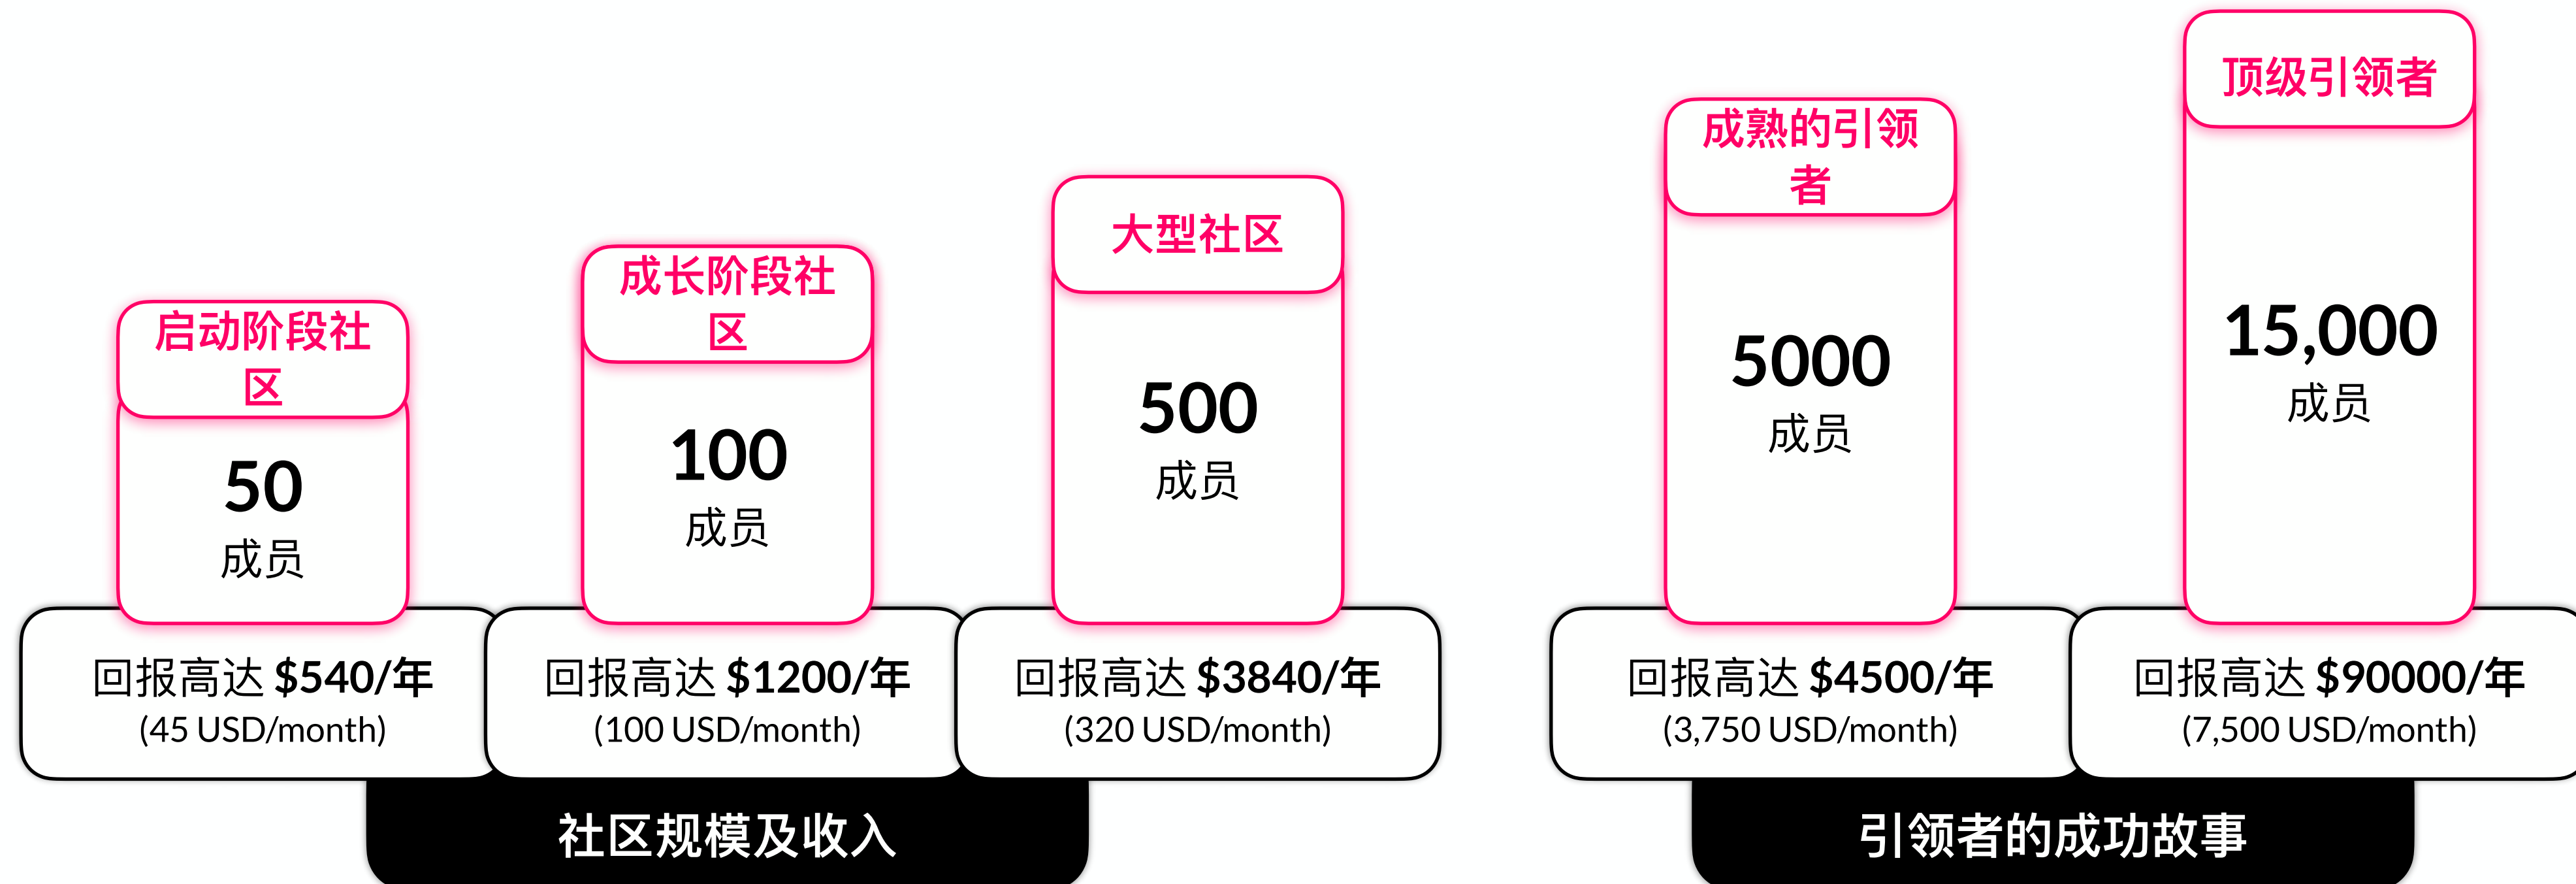 启动阶段社
区
50
成员
回报高达 $540/年
(45 USD/month)
成长阶段社
区
100
成员
回报高达 $1200/年
(100 USD/month)
大型社区
500
成员
回报高达 $3840/年
(320 USD/month)
社区规模及收入
成熟的引领
者
5000
成员
回报高达 $4500/年
(3,750 USD/month)
顶级引领者
15,000
成员
回报高达 $90000/年
(7,500 USD/month)
引领者的成功故事